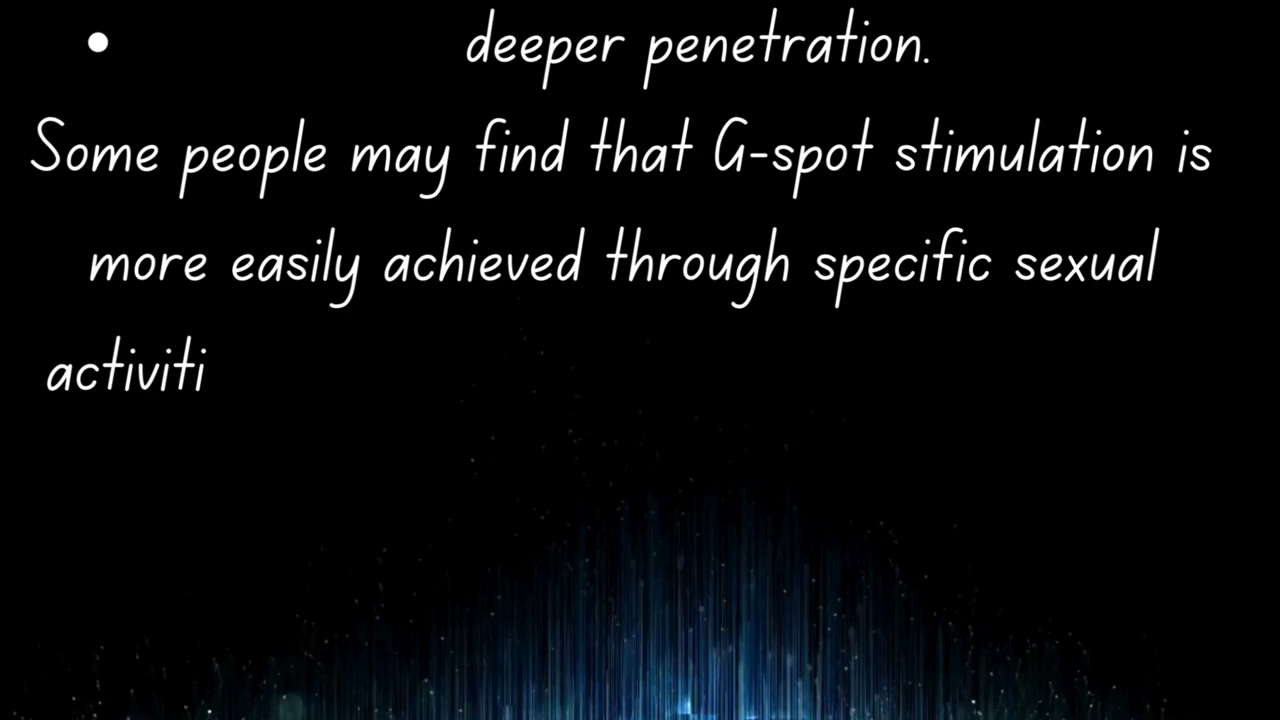 • deeper penetration.
Some people may find that G-spot stimulation is
more easily achieved through specific sexual
activiti